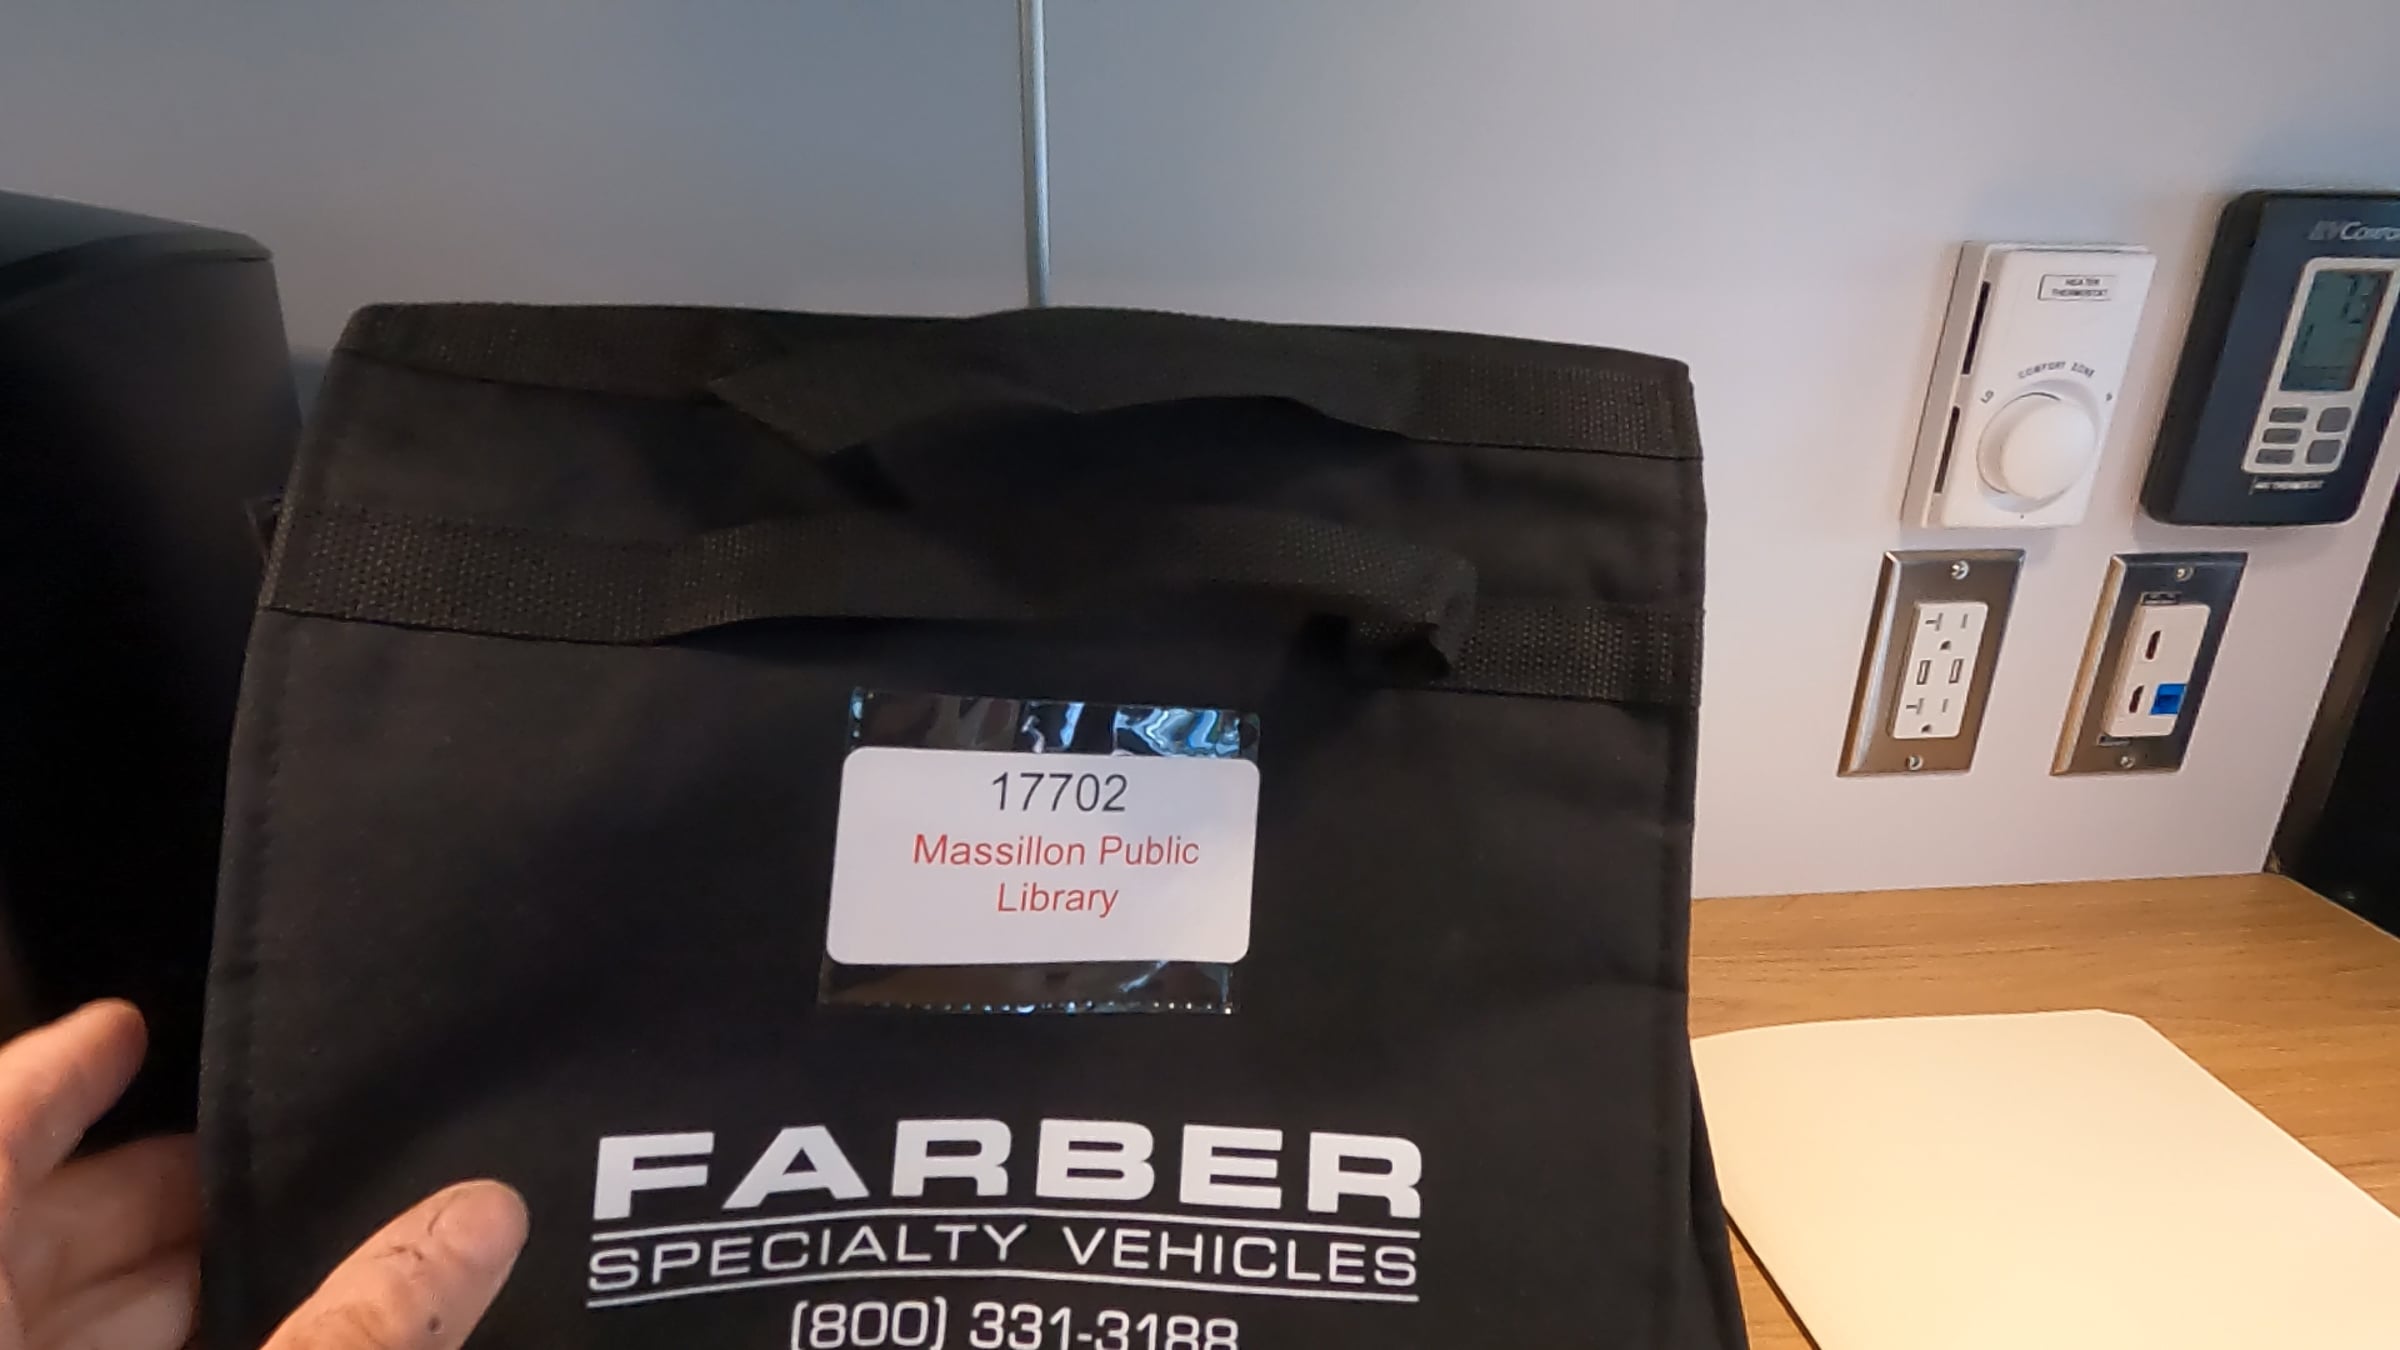 17702
Massillon Public
Library
FARBER
SPECIALTY VEHICLES
(800) 331-3188
HEATER
THERMOSTAT
COMFORT ZONE
LO